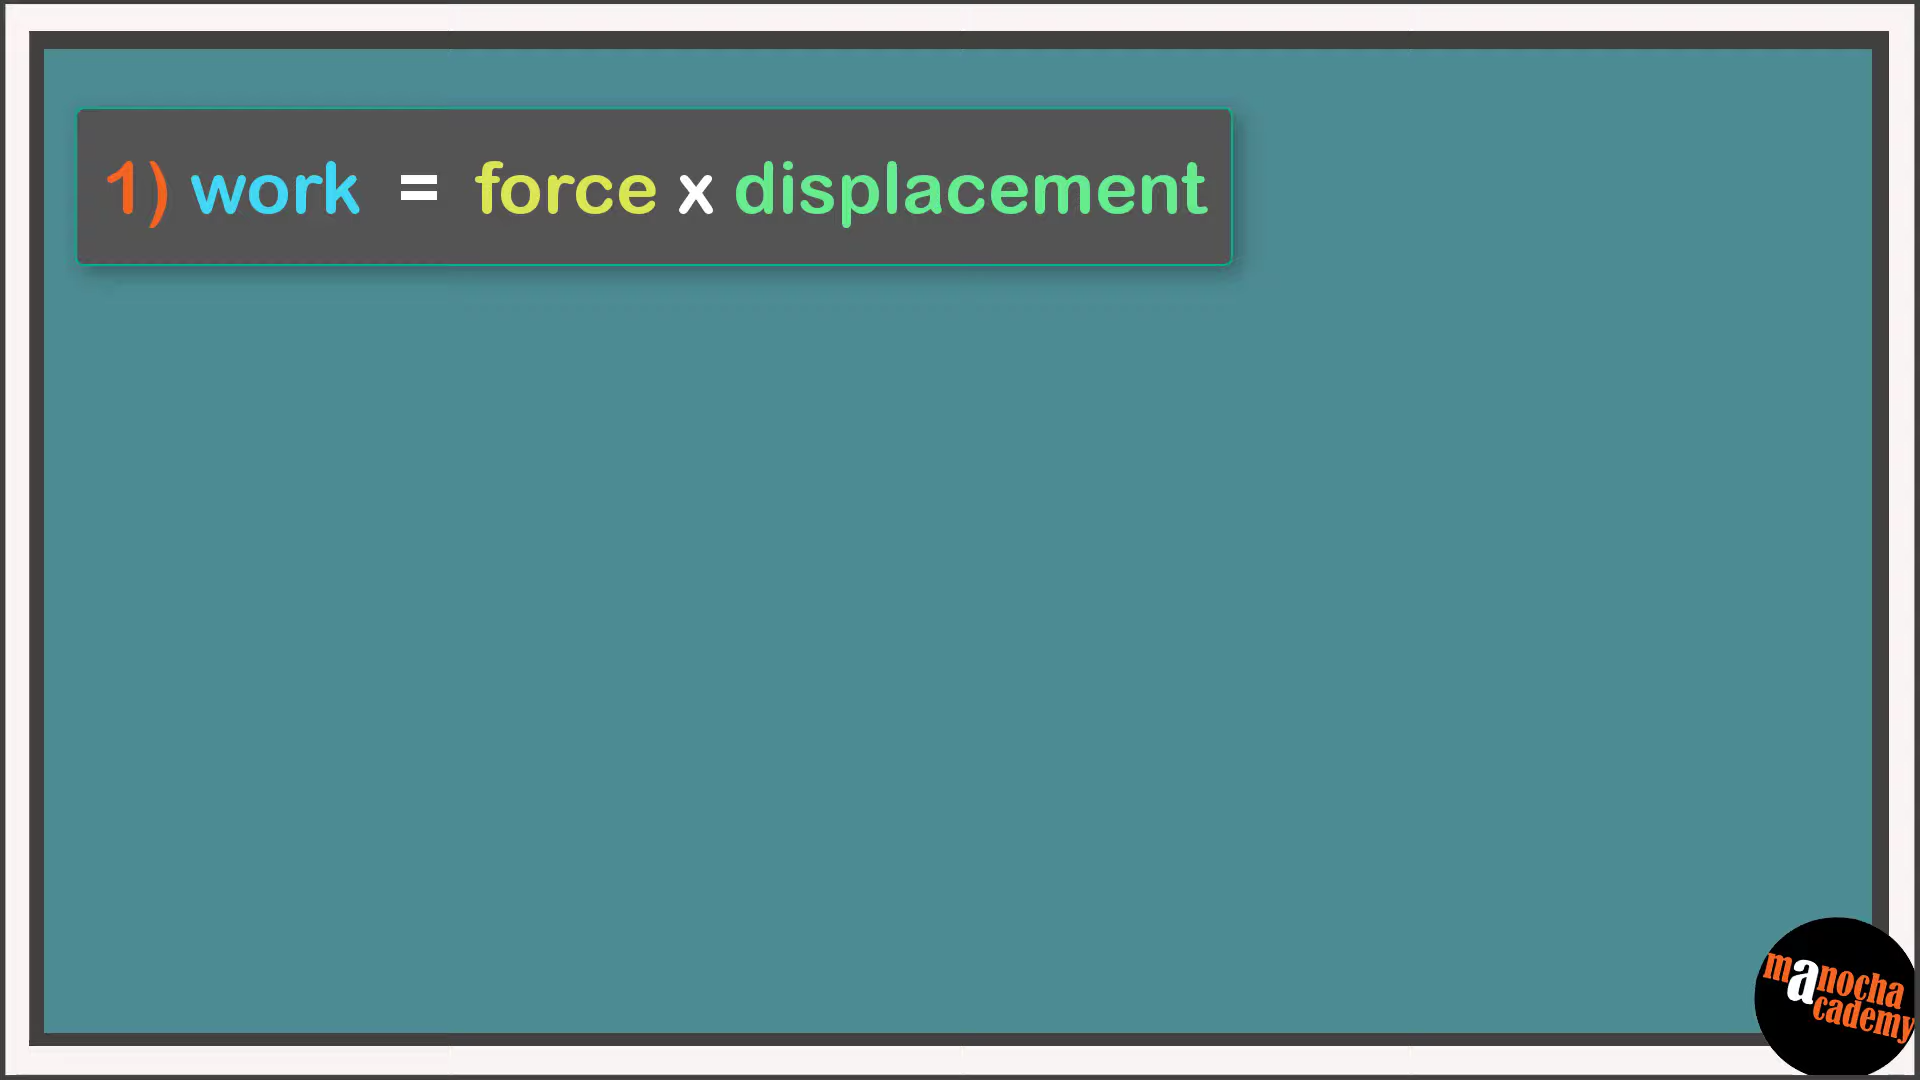 1) work = force x displacement
manocha
academy